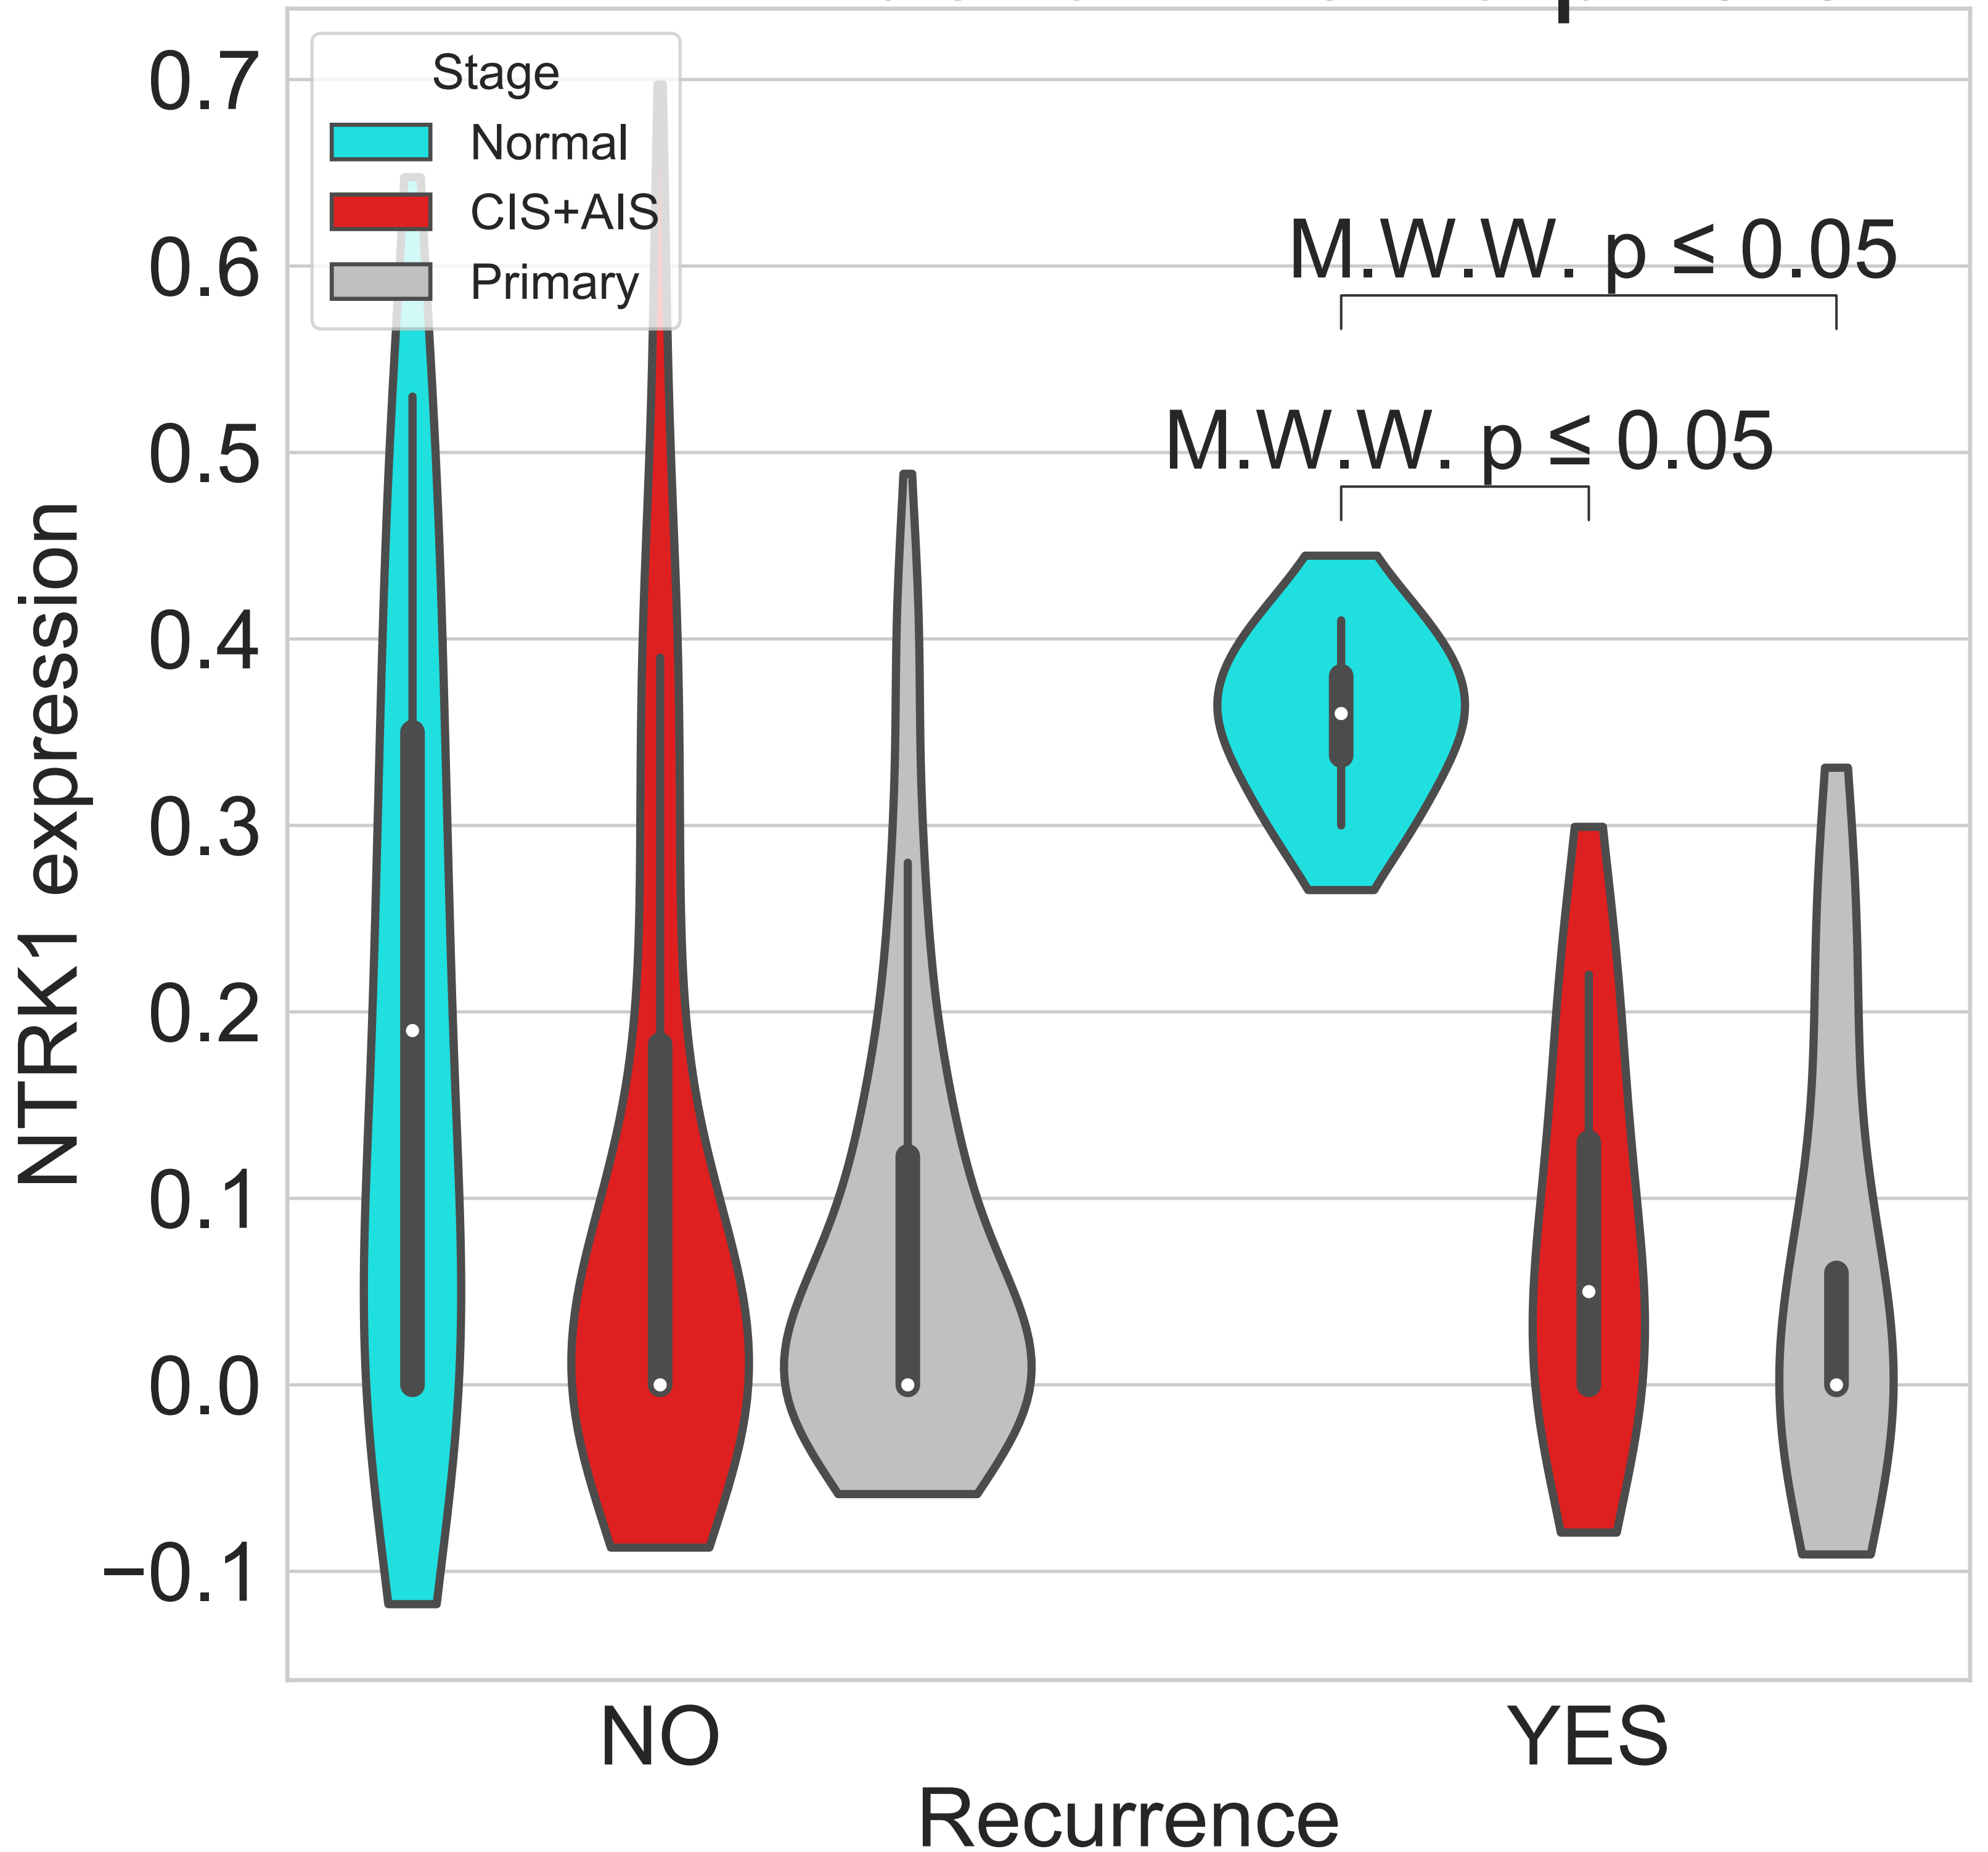 0.7
0.6
0.5
0.4
0.3
0.2
0.1
0.0
−0.1
NTRK1 expression
Stage
Normal
CIS+AIS
Primary
M.W.W. p ≤ 0.05
M.W.W. p ≤ 0.05
NO
YES
Recurrence